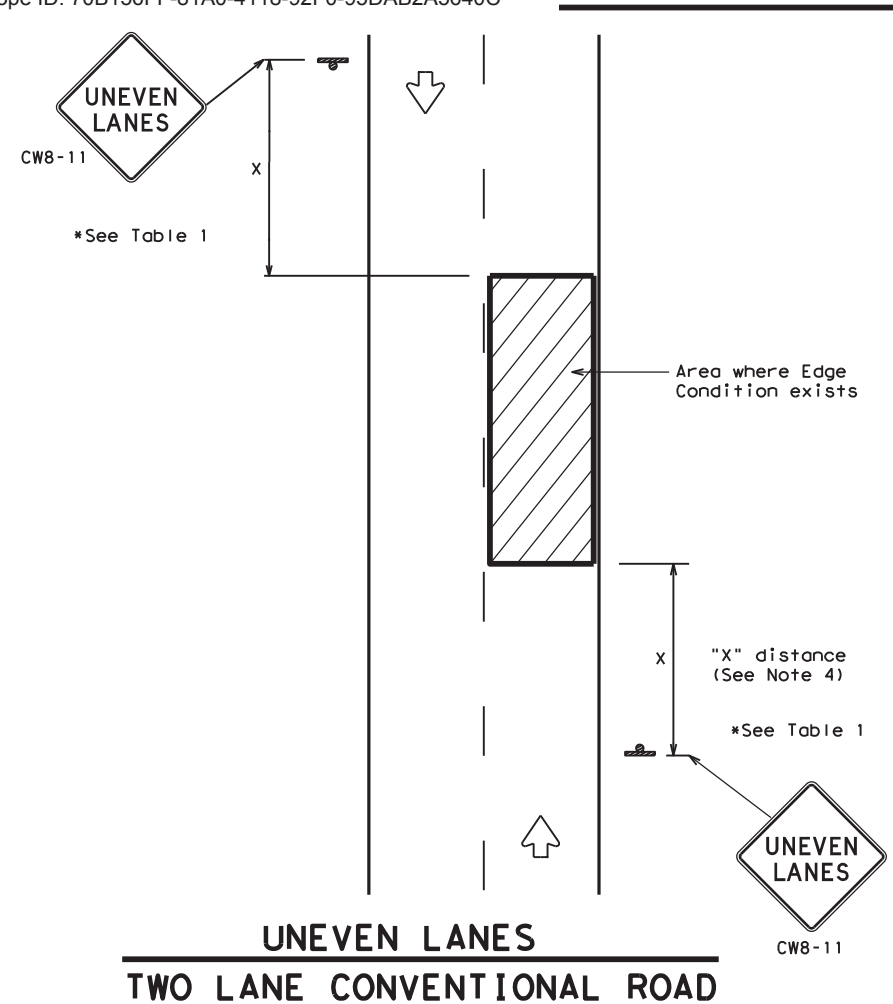 UNEVEN
LANES
CW8-11
X
*See Table 1
Area where Edge
Condition exists
X
"X" distance
(See Note 4)
*See Table 1
UNEVEN
LANES
CW8-11
UNEVEN LANES
TWO LANE CONVENTIONAL ROAD